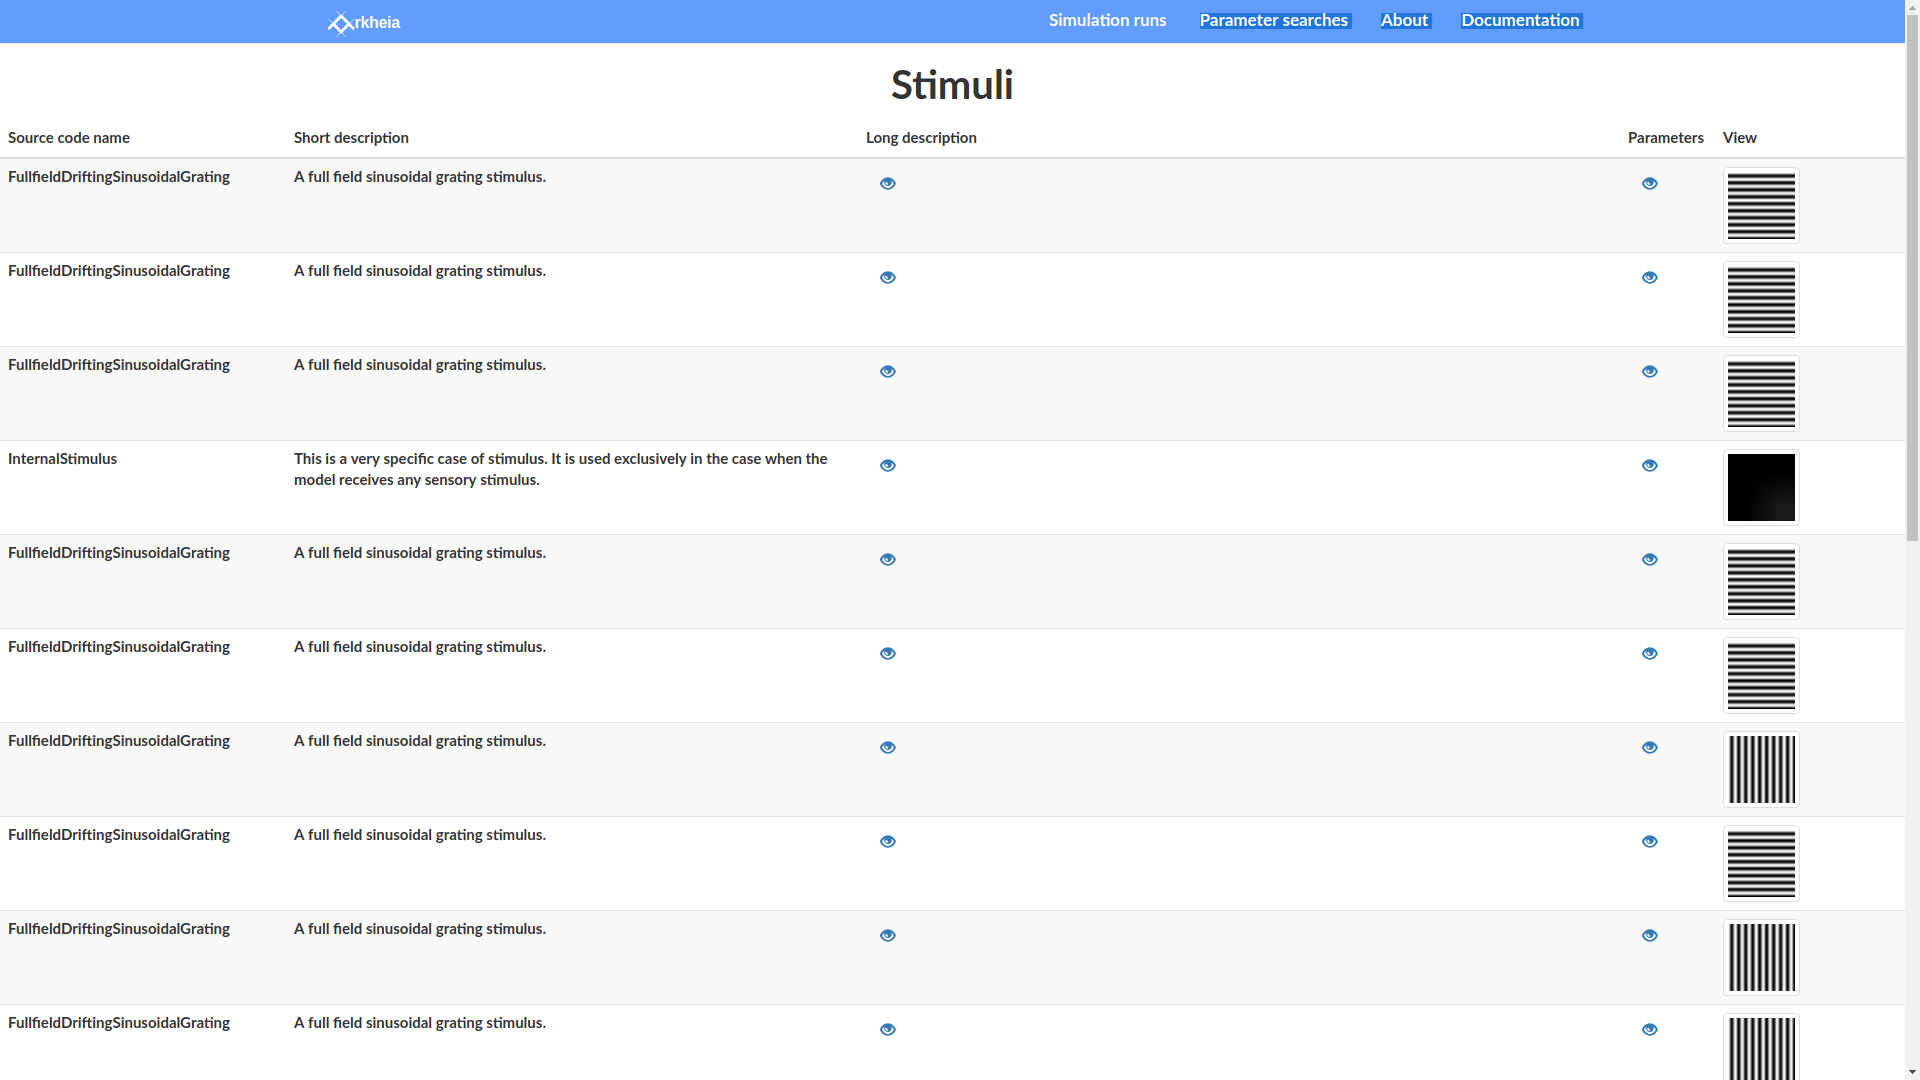 rkheia Simulation runs Parameter searches About Documentation
Stimuli
Source code name Short description Long description Parameters View
FullfieldDriftingSinusoidalGrating A full field sinusoidal grating stimulus.
FullfieldDriftingSinusoidalGrating A full field sinusoidal grating stimulus.
FullfieldDriftingSinusoidalGrating A full field sinusoidal grating stimulus.
InternalStimulus This is a very specific case of stimulus. It is used exclusively in the case when the
model receives any sensory stimulus.
FullfieldDriftingSinusoidalGrating A full field sinusoidal grating stimulus.
FullfieldDriftingSinusoidalGrating A full field sinusoidal grating stimulus.
FullfieldDriftingSinusoidalGrating A full field sinusoidal grating stimulus.
FullfieldDriftingSinusoidalGrating A full field sinusoidal grating stimulus.
FullfieldDriftingSinusoidalGrating A full field sinusoidal grating stimulus.
FullfieldDriftingSinusoidalGrating A full field sinusoidal grating stimulus.